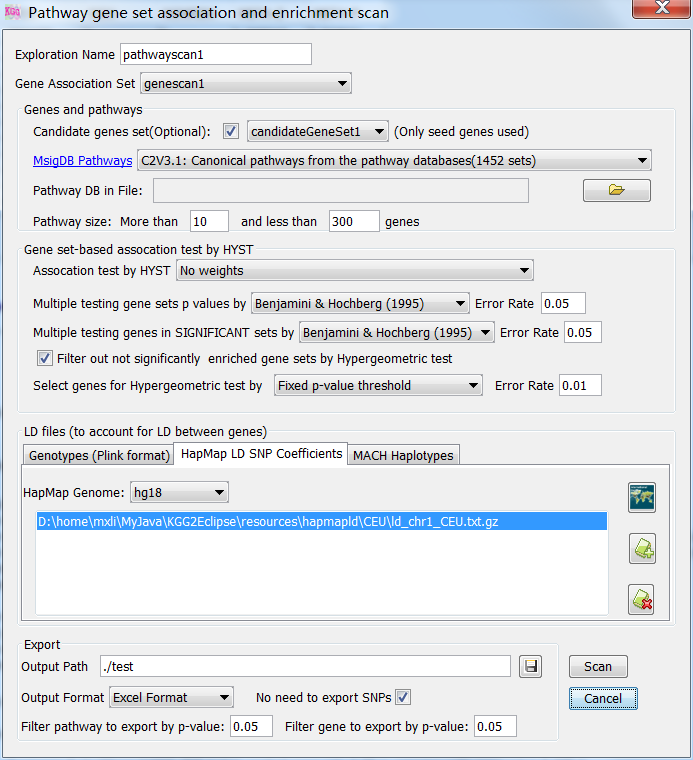 KGG Pathway gene set association and enrichment scan
Exploration Name pathwayscan1
Gene Association Set genescan1
Genes and pathways
Candidate genes set(Optional): candidateGeneSet1 (Only seed genes used)
MsigDB Pathways C2V3.1: Canonical pathways from the pathway databases(1452 sets)
Pathway DB in File:
Pathway size: More than 10 and less than 300 genes
Gene set-based assocation test by HYST
Assocation test by HYST No weights
Multiple testing gene sets p values by Benjamini & Hochberg (1995) Error Rate 0.05
Multiple testing genes in SIGNIFICANT sets by Benjamini & Hochberg (1995) Error Rate 0.05
Filter out not significantly enriched gene sets by Hypergeometric test
Select genes for Hypergeometric test by Fixed p-value threshold Error Rate 0.01
LD files (to account for LD between genes)
Genotypes (Plink format) HapMap LD SNP Coefficients MACH Haplotypes
HapMap Genome: hg18
D:\home\mxli\MyJava\KGG2Eclipse\resources\hapmapld\CEU\ld_chr1_CEU.txt.gz
Export
Output Path ./test Scan
Output Format Excel Format No need to export SNPs Cancel
Filter pathway to export by p-value: 0.05 Filter gene to export by p-value: 0.05